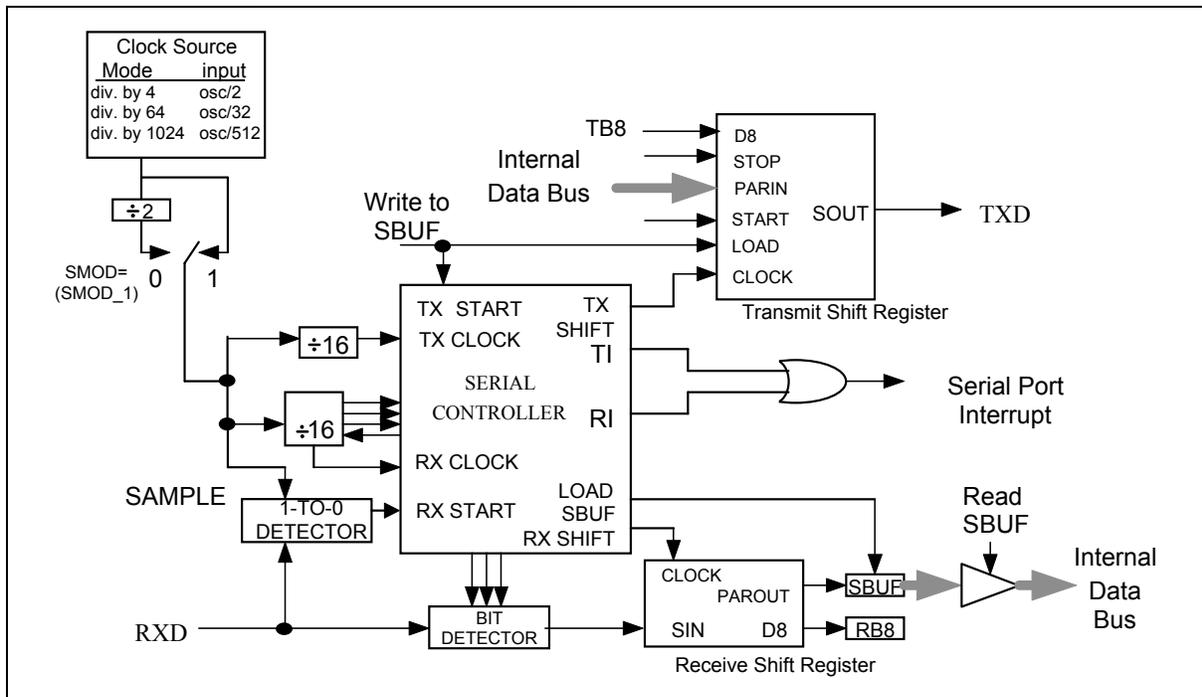 Clock Source
Mode input
div. by 4 osc/2
div. by 64 osc/32
div. by 1024 osc/512
÷2
SMOD=
(SMOD_1)
0
1
TB8
Internal
Data Bus
Write to
SBUF
D8
STOP
PARIN
START
LOAD
CLOCK
SOUT
TXD
Transmit Shift Register
÷16
÷16
SAMPLE
1-TO-0
DETECTOR
TX START
TX CLOCK
SERIAL
CONTROLLER
RX CLOCK
RX START
TX
SHIFT
TI
RI
LOAD
SBUF
RX SHIFT
Serial Port
Interrupt
Read
SBUF
CLOCK
PAROUT
SIN D8
SBUF
RB8
Internal
Data
Bus
RXD
BIT
DETECTOR
Receive Shift Register